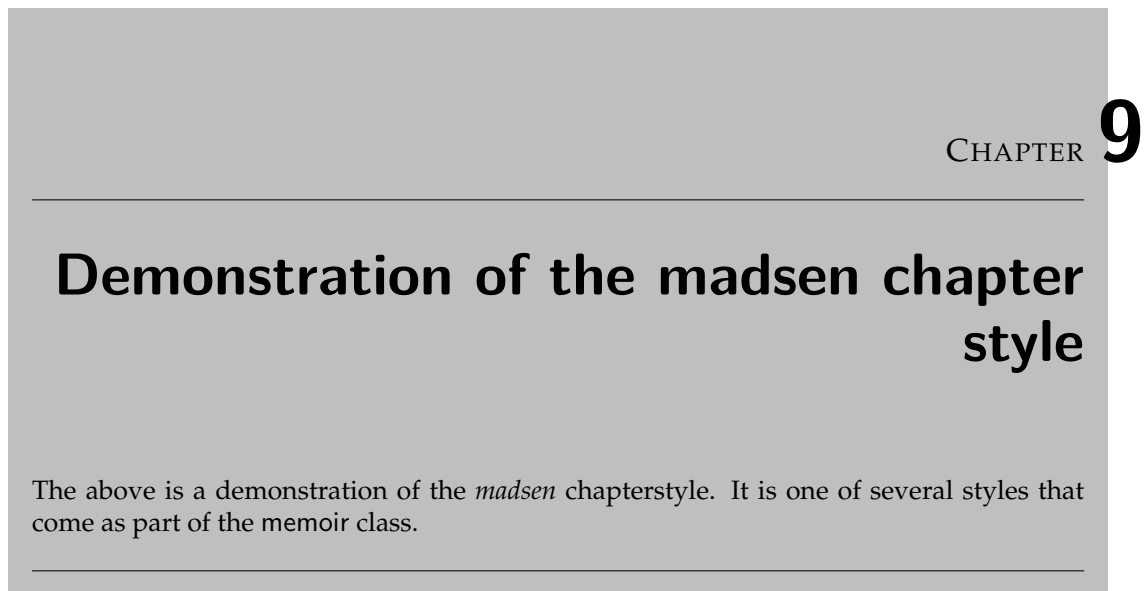 CHAPTER 9
Demonstration of the madsen chapter
style
The above is a demonstration of the madsen chapterstyle. It is one of several styles that
come as part of the memoir class.